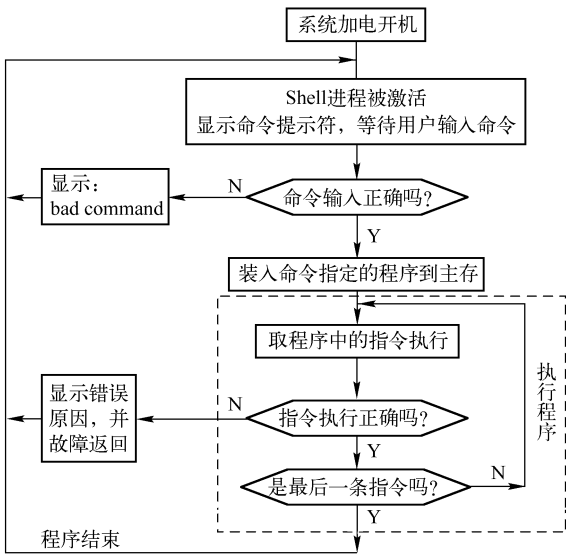 系统加电开机
Shell进程被激活
显示命令提示符，等待用户输入命令
命令输入正确吗？
N
显示：
bad command
Y
装入命令指定的程序到主存
取程序中的指令执行
执行程序
指令执行正确吗？
N
显示错误
原因，并
故障返回
Y
是最后一条指令吗？
N
Y
程序结束